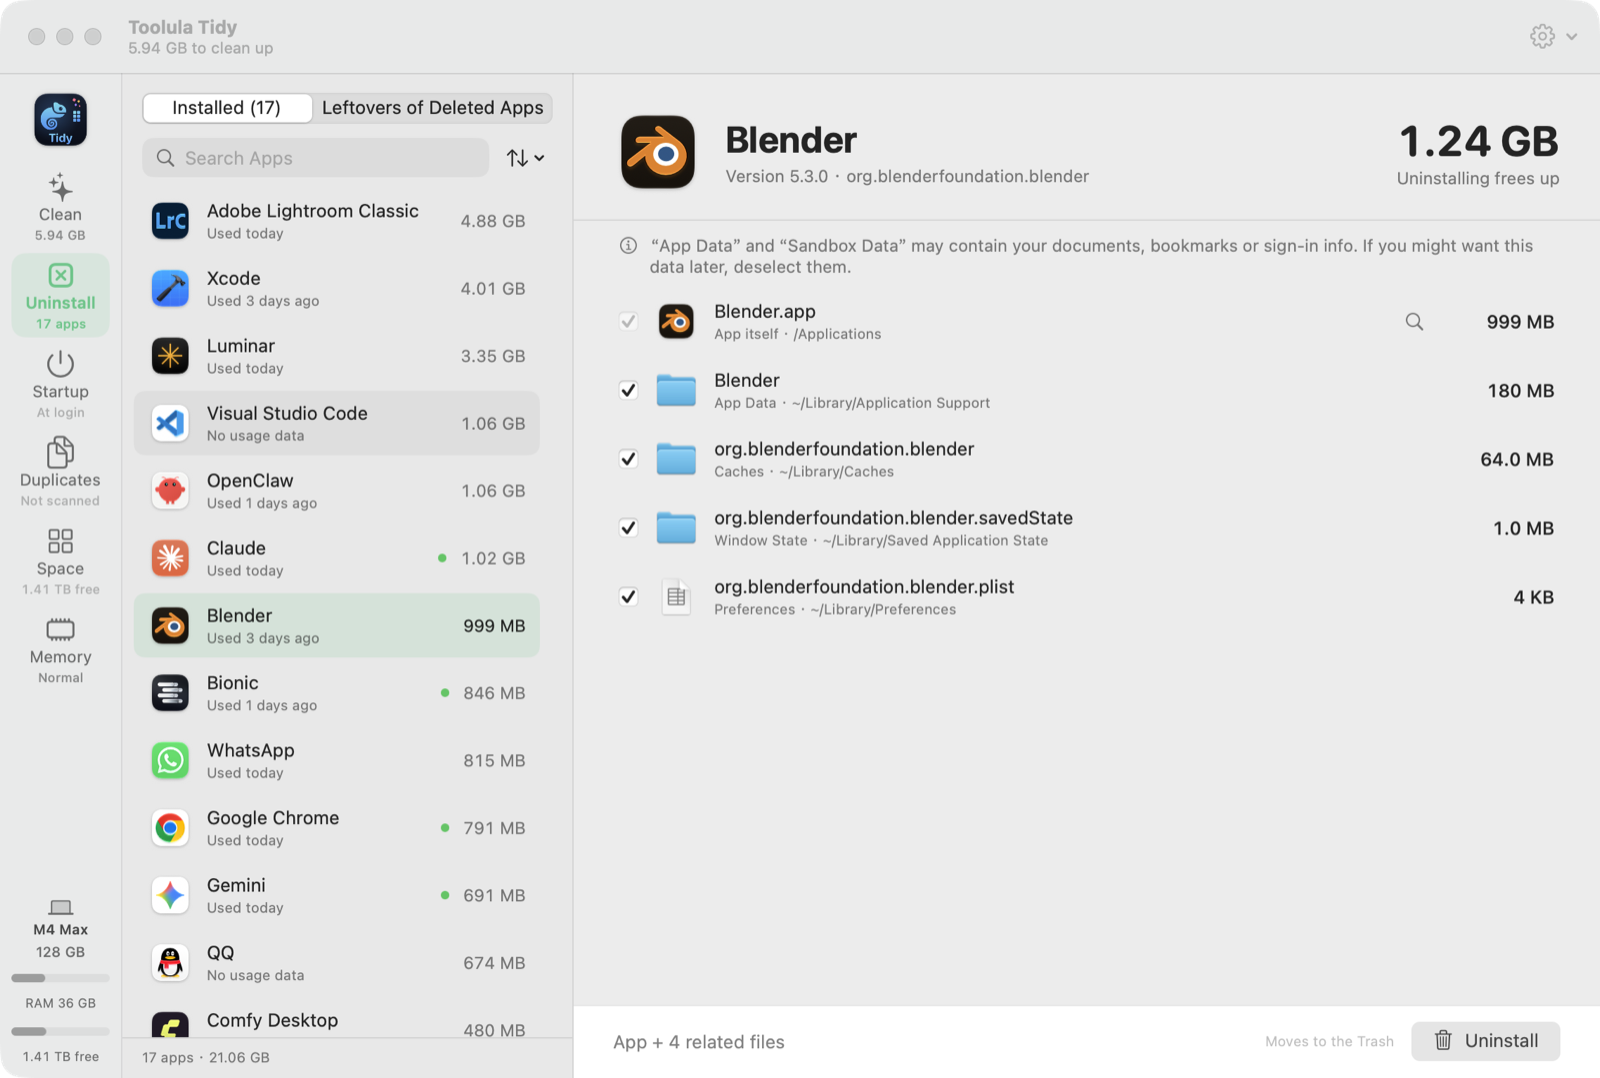 Toolula Tidy
5.94 GB to clean up
Tidy
Clean
5.94 GB
Uninstall
17 apps
Startup
At login
Duplicates
Not scanned
Space
1.41 TB free
Memory
Normal
M4 Max
128 GB
RAM 36 GB
1.41 TB free
Installed (17)
Leftovers of Deleted Apps
Search Apps
LrC
Adobe Lightroom Classic
Used today
4.88 GB
Xcode
Used 3 days ago
4.01 GB
Luminar
Used today
3.35 GB
Visual Studio Code
No usage data
1.06 GB
OpenClaw
Used 1 days ago
1.06 GB
Claude
Used today
1.02 GB
Blender
Used 3 days ago
999 MB
Bionic
Used 1 days ago
846 MB
WhatsApp
Used today
815 MB
Google Chrome
Used today
791 MB
Gemini
Used today
691 MB
QQ
No usage data
674 MB
Comfy Desktop
480 MB
17 apps · 21.06 GB
Blender
Version 5.3.0 · org.blenderfoundation.blender
1.24 GB
Uninstalling frees up
“App Data” and “Sandbox Data” may contain your documents, bookmarks or sign-in info. If you might want this
data later, deselect them.
Blender.app
App itself · /Applications
999 MB
Blender
App Data · ~/Library/Application Support
180 MB
org.blenderfoundation.blender
Caches · ~/Library/Caches
64.0 MB
org.blenderfoundation.blender.savedState
Window State · ~/Library/Saved Application State
1.0 MB
org.blenderfoundation.blender.plist
Preferences · ~/Library/Preferences
4 KB
App + 4 related files
Moves to the Trash
Uninstall